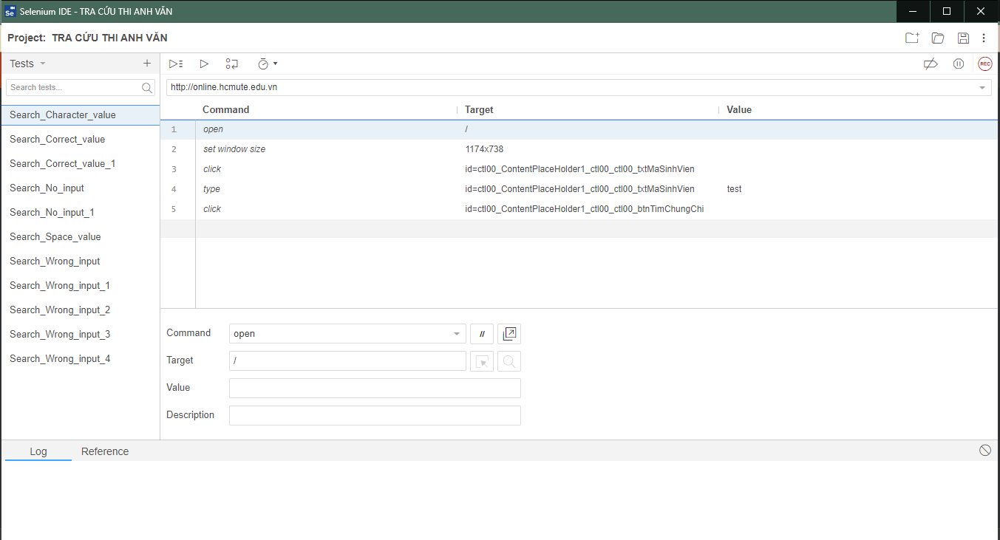 Se Selenium IDE - TRA CỨU THI ANH VĂN
Project: TRA CỨU THI ANH VĂN
Tests
REC
Search tests...
http://online.hcmute.edu.vn
Command Target Value
Search_Character_value
Search_Correct_value
Search_Correct_value_1
Search_No_input
Search_No_input_1
Search_Space_value
Search_Wrong_input
Search_Wrong_input_1
Search_Wrong_input_2
Search_Wrong_input_3
Search_Wrong_input_4
1 open /
2 set window size 1174x738
3 click id=ctl00_ContentPlaceHolder1_ctl00_ctl00_txtMaSinhVien
4 type id=ctl00_ContentPlaceHolder1_ctl00_ctl00_txtMaSinhVien test
5 click id=ctl00_ContentPlaceHolder1_ctl00_ctl00_btnTimChungChi
Command open //
Target /
Value
Description
Log Reference